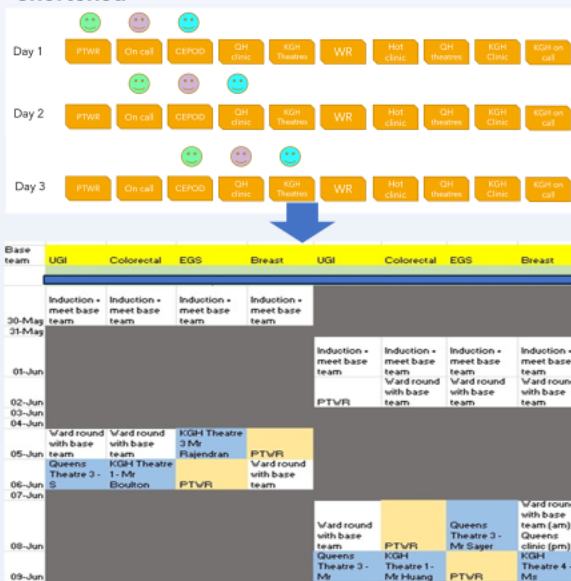 Day 1
PTWR On call CEPOD QH clinic KGH Theatres WR Hot clinic QH theatres KGH Clinic KGH on call
Day 2
PTWR On call CEPOD QH clinic KGH Theatres WR Hot clinic QH theatres KGH Clinic KGH on call
Day 3
PTWR On call CEPOD QH clinic KGH Theatres WR Hot clinic QH theatres KGH Clinic KGH on call
Base team UGI Colorectal EGS Breast UGI Colorectal EGS Breast
30-May Induction + meet base team Induction + meet base team Induction + meet base team Induction + meet base team
31-May
01-Jun Induction + meet base team Induction + meet base team Induction + meet base team Induction + meet base team
02-Jun PTWR Ward round with base team Ward round with base team Ward round with base team
03-Jun
04-Jun
05-Jun Ward round with base team Ward round with base team KGH Theatre 3 Mr Rajendran PTWR
06-Jun Queens Theatre 3 - S KGH Theatre 1 - Mr Boulton PTWR Ward round with base team
07-Jun
08-Jun Ward round with base team PTWR Queens Theatre 3 - Mr Sager Ward round with base team (am) Queens clinic (pm)
09-Jun Queens Theatre 3 - Mr KGH Theatre 1 - Mr Huang PTWR KGH Theatre 4 -